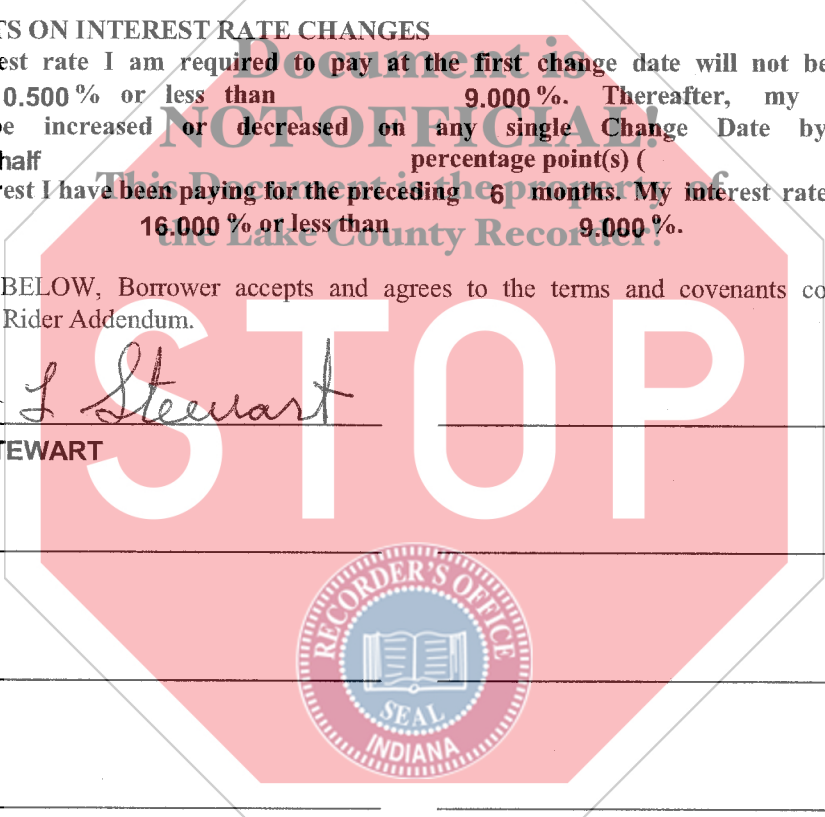 TS ON INTEREST RATE CHANGES
est rate I am required to pay at the first change date will not be
0.500 % or less than 9.000 %. Thereafter, my
be increased or decreased on any single Change Date by
half percentage point(s) (
rest I have been paying for the preceding 6 months. My interest rate
16.000 % or less than 9.000 %.
Document is
NOT OFFICIAL!
This Document is the property of
the Lake County Recorder!
BELOW, Borrower accepts and agrees to the terms and covenants co
Rider Addendum.
L Stewart
TEWART
STOP
RECORDER'S OFFICE
SEAL
INDIANA